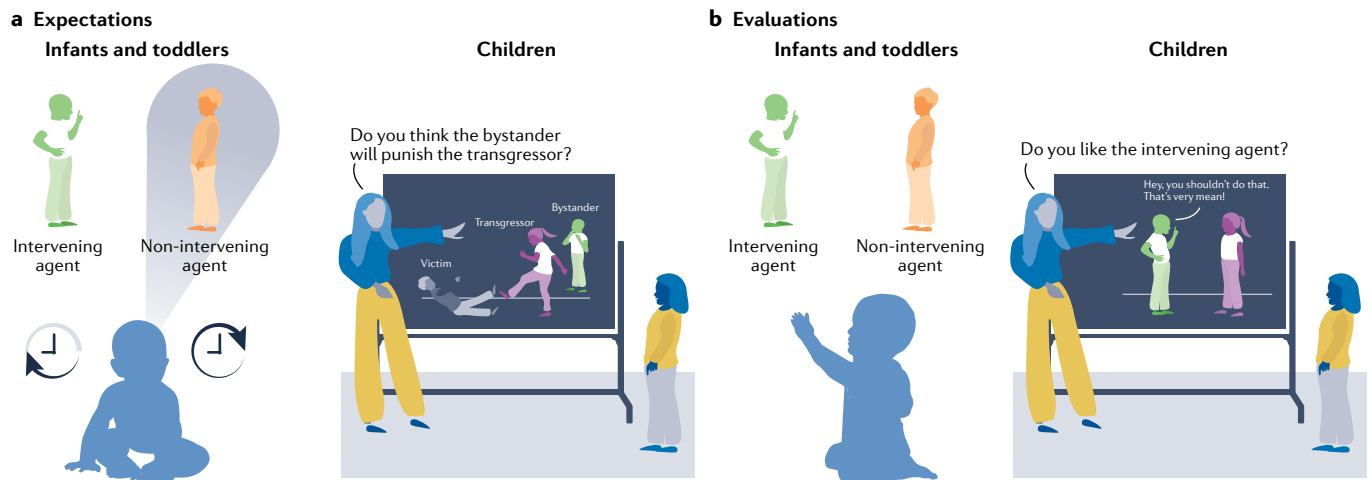 a Expectations
Infants and toddlers
Children
Intervening
agent
Non-intervening
agent
Do you think the bystander
will punish the transgressor?
Victim
Transgressor
Bystander
b Evaluations
Infants and toddlers
Children
Intervening
agent
Non-intervening
agent
Do you like the intervening agent?
Hey, you shouldn't do that.
That's very mean!